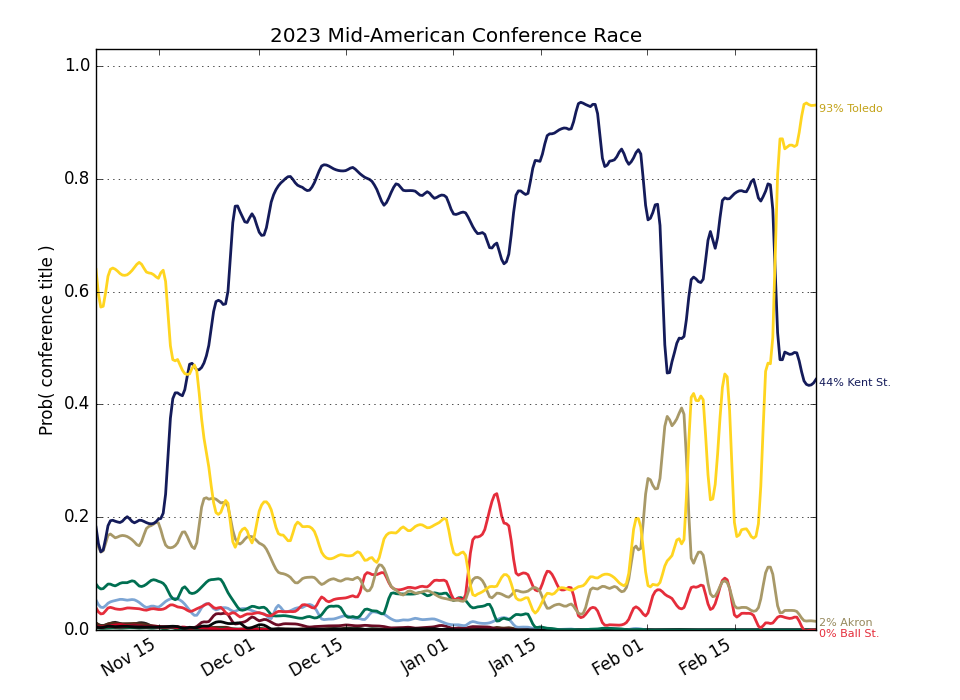 2023 Mid-American Conference Race
Prob( conference title )
1.0
0.8
0.6
0.4
0.2
0.0
93% Toledo
44% Kent St.
2% Akron
0% Ball St.
Nov 15
Dec 01
Dec 15
Jan 01
Jan 15
Feb 01
Feb 15